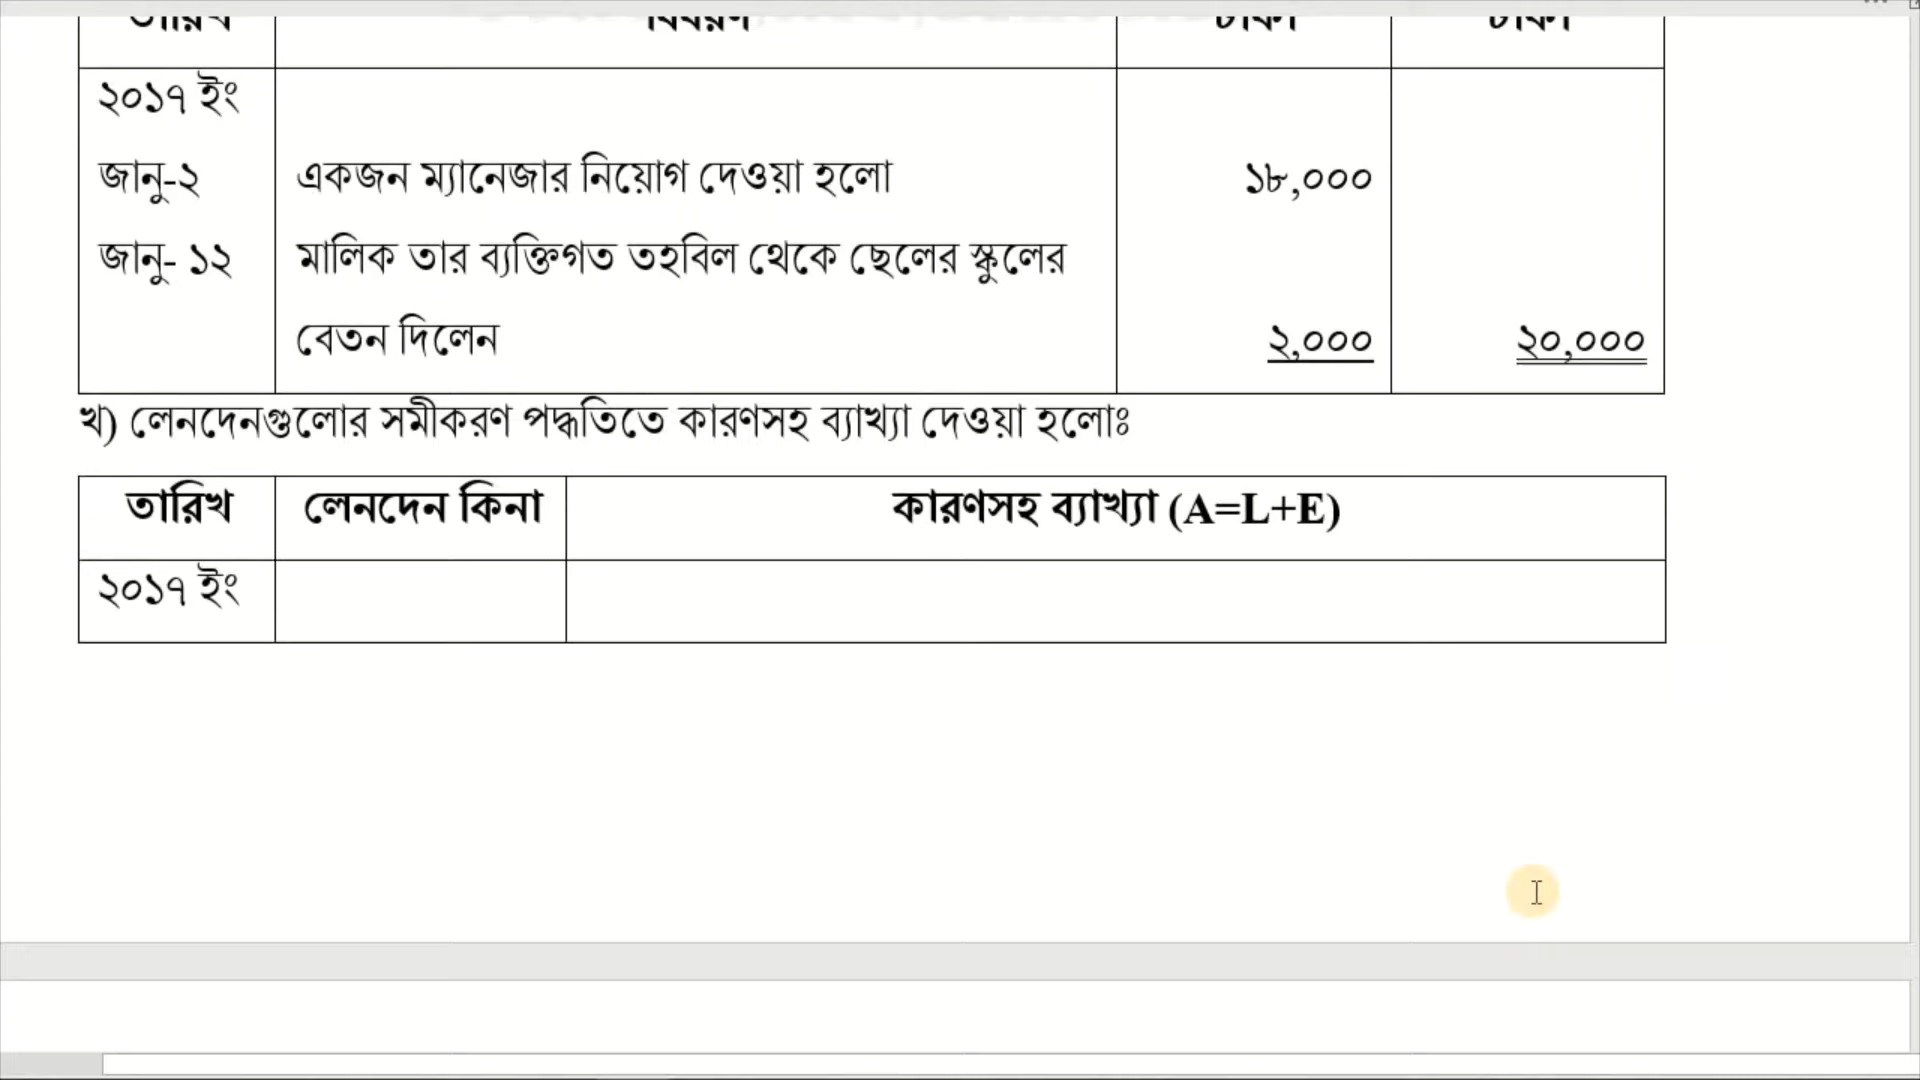 তারিখ বিবরণ টাকা টাকা
২০১৭ ইং
জানু-২ একজন ম্যানেজার নিয়োগ দেওয়া হলো ১৮,০০০
জানু- ১২ মালিক তার ব্যক্তিগত তহবিল থেকে ছেলের স্কুলের
বেতন দিলেন ২,০০০ ২০,০০০
খ) লেনদেনগুলোর সমীকরণ পদ্ধতিতে কারণসহ ব্যাখ্যা দেওয়া হলোঃ
তারিখ লেনদেন কিনা কারণসহ ব্যাখ্যা (A=L+E)
২০১৭ ইং